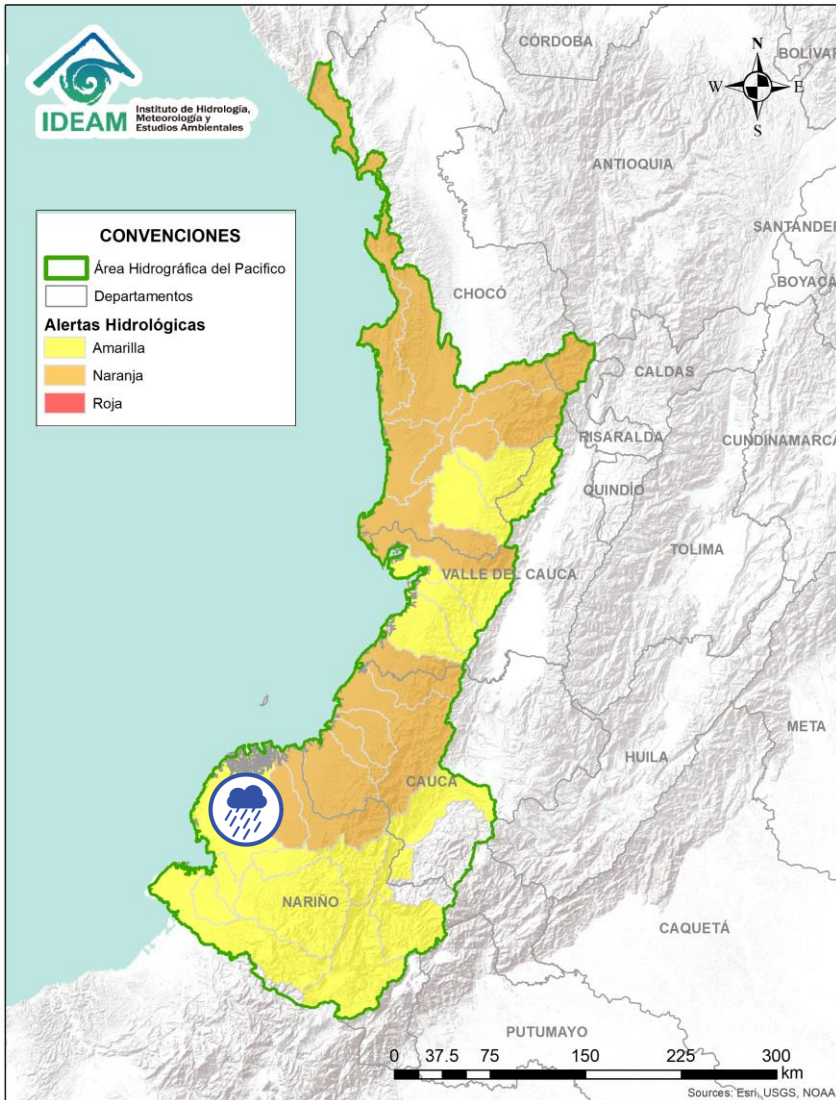 IDEAM
Instituto de Hidrología,
Meteorología y
Estudios Ambientales
CÓRDOBA
BOLÍVAR
N
W
E
S
ANTIOQUIA
SANTANDER
BOYACÁ
CONVENCIONES
Área Hidrográfica del Pacifico
Departamentos
Alertas Hidrológicas
Amarilla
Naranja
Roja
CHOCÓ
CALDAS
RISARALDA
CUNDINAMARCA
QUINDÍO
TOLIMA
VALLE DEL CAUCA
META
HUILA
CAUCA
NARIÑO
CAQUETÁ
PUTUMAYO
0 37.5 75 150 225 300
km
Sources: Esri, USGS, NOAA